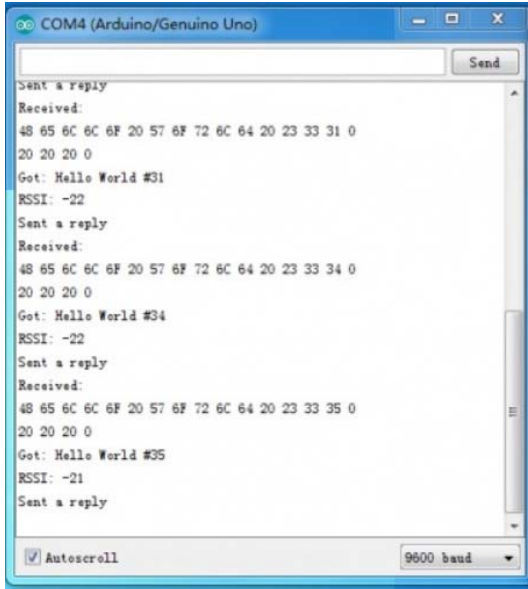 COM4 (Arduino/Genuino Uno)
Send
Sent a reply
Received:
48 65 6C 6C 6F 20 57 6F 72 6C 64 20 23 33 31 0
20 20 20 0
Got: Hello World #31
RSSI: -22
Sent a reply
Received:
48 65 6C 6C 6F 20 57 6F 72 6C 64 20 23 33 34 0
20 20 20 0
Got: Hello World #34
RSSI: -22
Sent a reply
Received:
48 65 6C 6C 6F 20 57 6F 72 6C 64 20 23 33 35 0
20 20 20 0
Got: Hello World #35
RSSI: -21
Sent a reply
Autoscroll
9600 baud